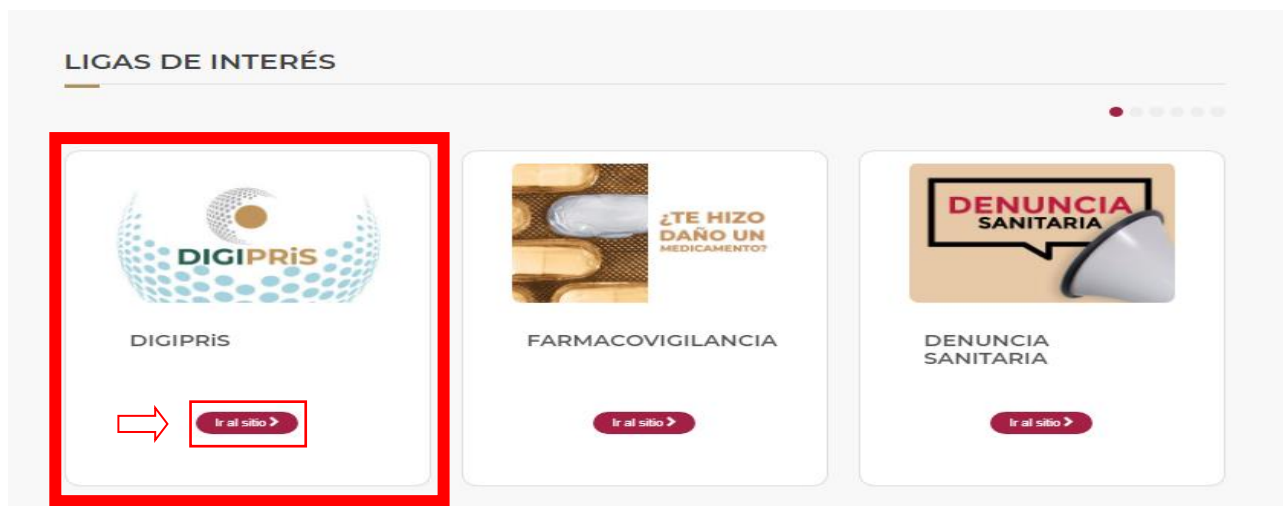 LIGAS DE INTERÉS
DIGIPRiS
¿TE HIZO
DAÑO UN
MEDICAMENTO?
DENUNCIA
SANITARIA
DIGIPRiS
FARMACOVIGILANCIA
DENUNCIA
SANITARIA
Ir al sitio
Ir al sitio
Ir al sitio